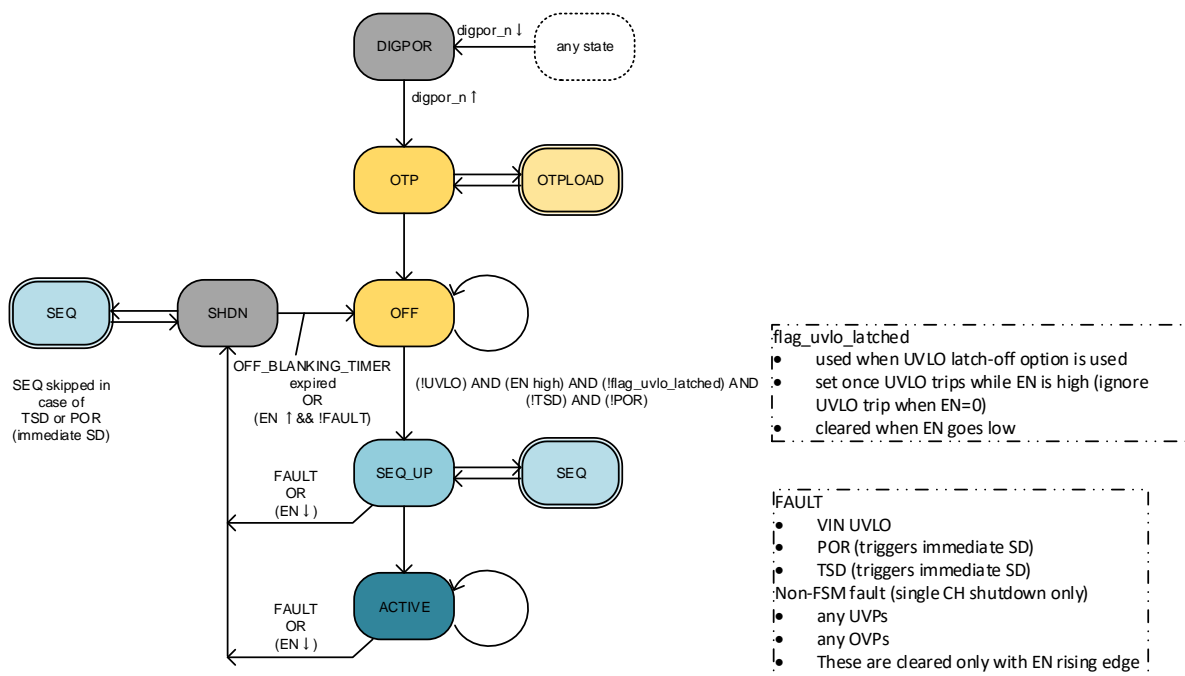 digpor_n ↓
DIGPOR
any state
digpor_n ↑
OTP
OTPLOAD
SEQ
SHDN
OFF
OFF_BLANKING_TIMER
expired
OR
(EN ↑ && !FAULT)
SEQ skipped in
case of
TSD or POR
(immediate SD)
(!UVLO) AND (EN high) AND (!flag_uvlo_latched) AND
(!TSD) AND (!POR)
flag_uvlo_latched
• used when UVLO latch-off option is used
• set once UVLO trips while EN is high (ignore
UVLO trip when EN=0)
• cleared when EN goes low
SEQ_UP
SEQ
FAULT
OR
(EN ↓)
ACTIVE
FAULT
OR
(EN ↓)
FAULT
• VIN UVLO
• POR (triggers immediate SD)
• TSD (triggers immediate SD)
Non-FSM fault (single CH shutdown only)
• any UVPs
• any OVPs
• These are cleared only with EN rising edge